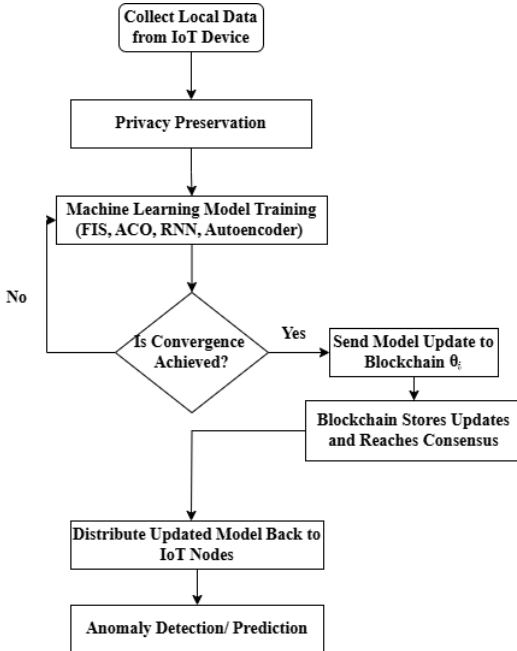 Collect Local Data
from IoT Device
Privacy Preservation
Machine Learning Model Training
(FIS, ACO, RNN, Autoencoder)
No
Is Convergence
Achieved?
Yes
Send Model Update to
Blockchain θᵢ
Blockchain Stores Updates
and Reaches Consensus
Distribute Updated Model Back to
IoT Nodes
Anomaly Detection/ Prediction